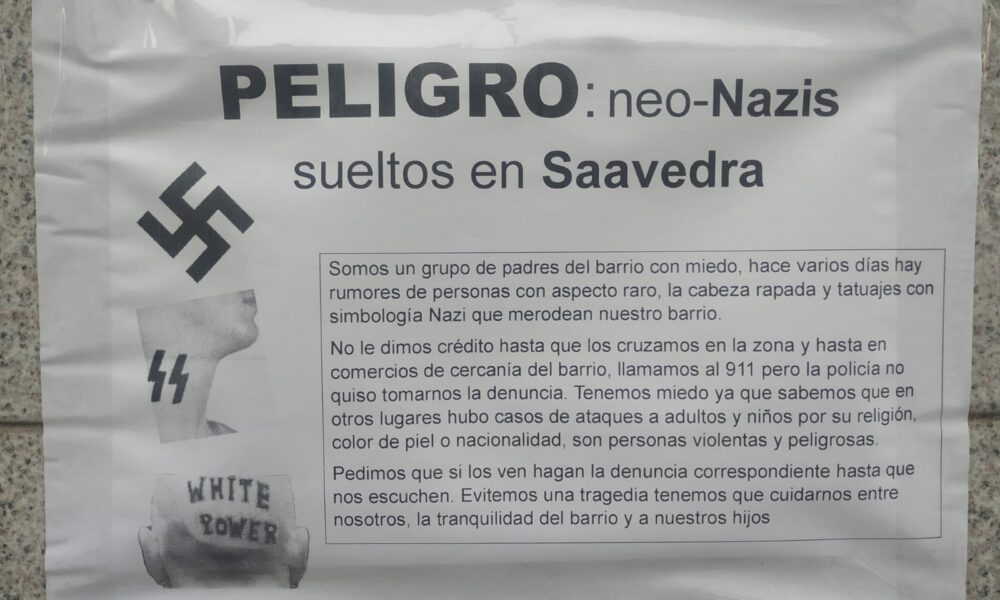 PELIGRO: neo-Nazis
sueltos en Saavedra
Somos un grupo de padres del barrio con miedo, hace varios días hay
rumores de personas con aspecto raro, la cabeza rapada y tatuajes con
simbología Nazi que merodean nuestro barrio.
No le dimos crédito hasta que los cruzamos en la zona y hasta en
comercios de cercanía del barrio, llamamos al 911 pero la policía no
quiso tomarnos la denuncia. Tenemos miedo ya que sabemos que en
otros lugares hubo casos de ataques a adultos y niños por su religión,
color de piel o nacionalidad, son personas violentas y peligrosas.
Pedimos que si los ven hagan la denuncia correspondiente hasta que
nos escuchen. Evitemos una tragedia tenemos que cuidarnos entre
nosotros, la tranquilidad del barrio y a nuestros hijos
WHITE
POWER